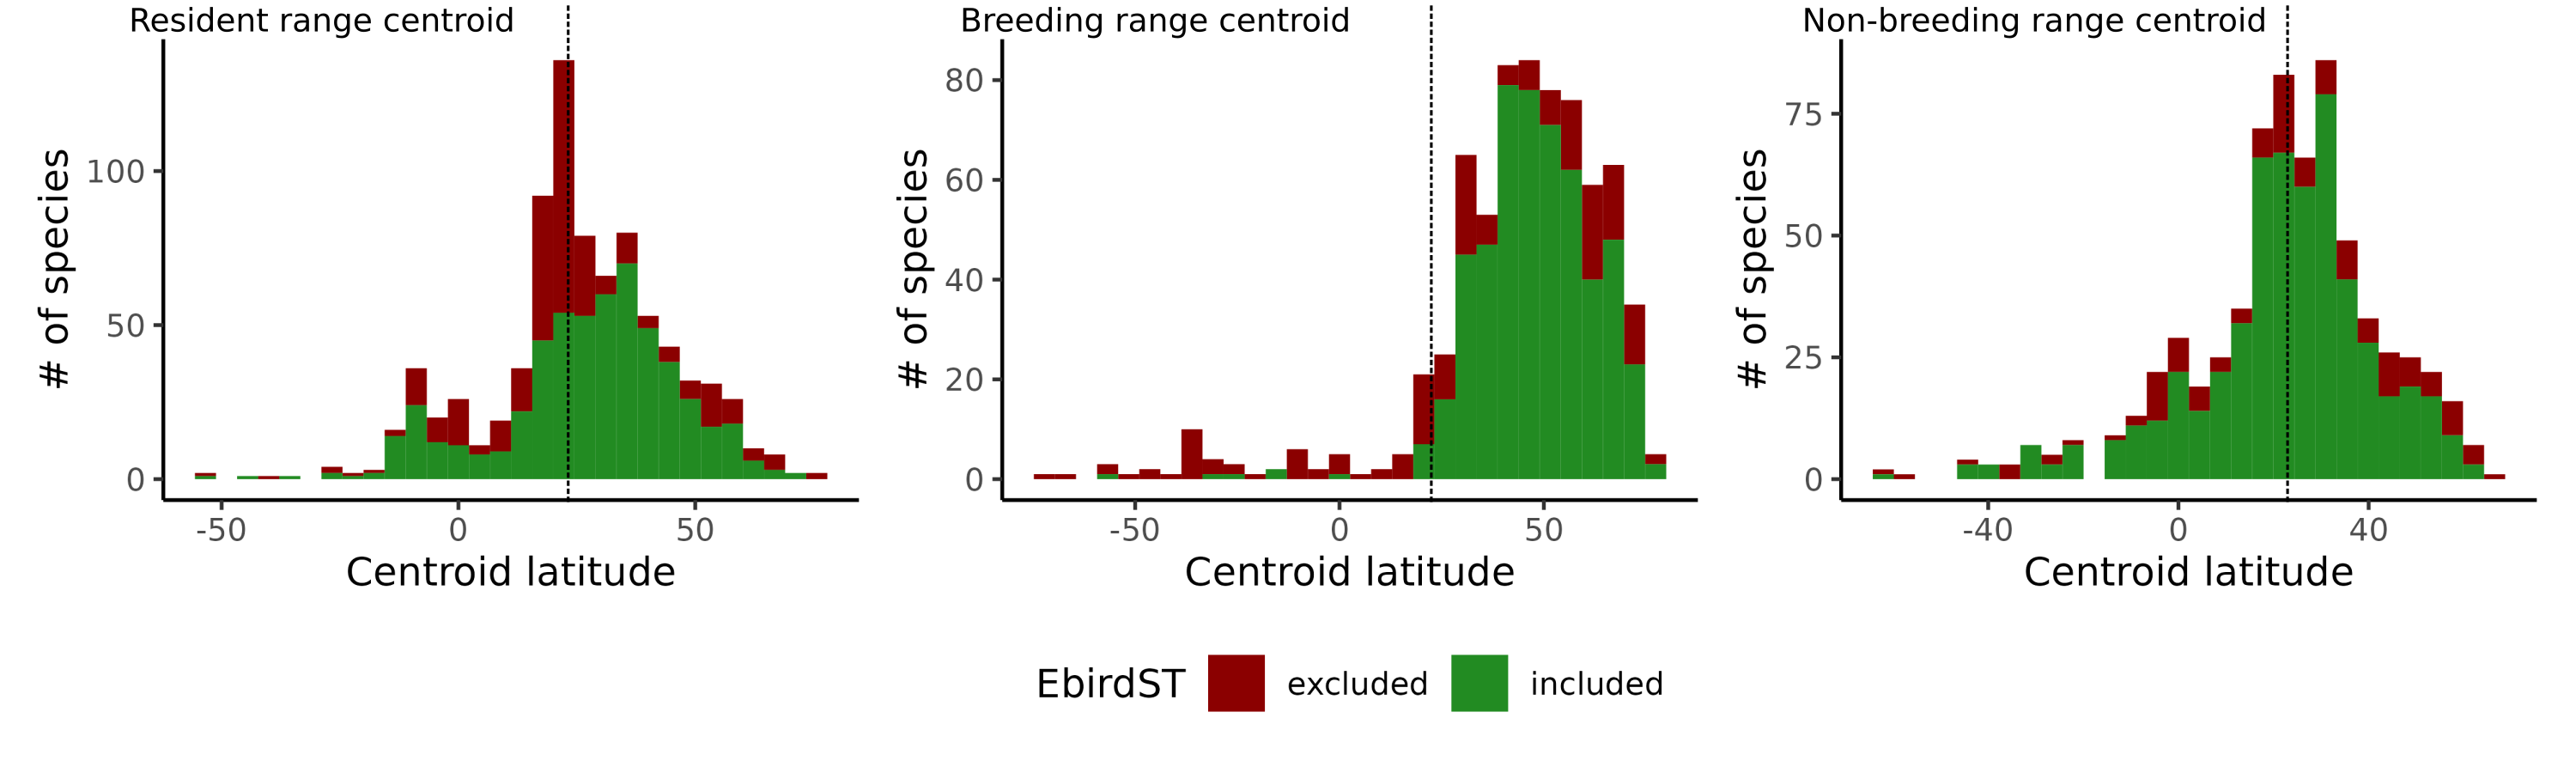 Resident range centroid
Breeding range centroid
Non-breeding range centroid
# of species
100
50
0
-50
0
50
Centroid latitude
# of species
80
60
40
20
0
-50
0
50
Centroid latitude
# of species
75
50
25
0
-40
0
40
Centroid latitude
EbirdST
excluded
included